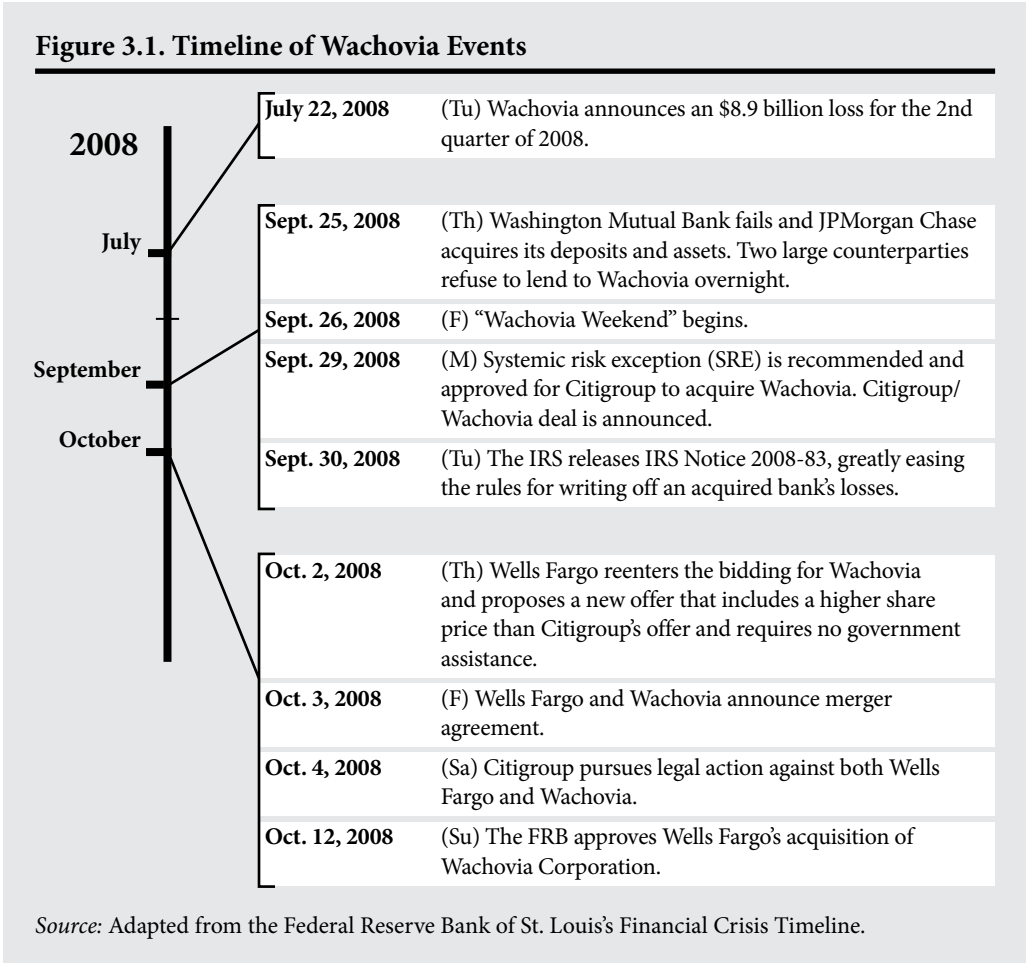 Figure 3.1. Timeline of Wachovia Events
2008
July
September
October
July 22, 2008 (Tu) Wachovia announces an $8.9 billion loss for the 2nd
quarter of 2008.
Sept. 25, 2008 (Th) Washington Mutual Bank fails and JPMorgan Chase
acquires its deposits and assets. Two large counterparties
refuse to lend to Wachovia overnight.
Sept. 26, 2008 (F) “Wachovia Weekend” begins.
Sept. 29, 2008 (M) Systemic risk exception (SRE) is recommended and
approved for Citigroup to acquire Wachovia. Citigroup/
Wachovia deal is announced.
Sept. 30, 2008 (Tu) The IRS releases IRS Notice 2008-83, greatly easing
the rules for writing off an acquired bank’s losses.
Oct. 2, 2008 (Th) Wells Fargo reenters the bidding for Wachovia
and proposes a new offer that includes a higher share
price than Citigroup’s offer and requires no government
assistance.
Oct. 3, 2008 (F) Wells Fargo and Wachovia announce merger
agreement.
Oct. 4, 2008 (Sa) Citigroup pursues legal action against both Wells
Fargo and Wachovia.
Oct. 12, 2008 (Su) The FRB approves Wells Fargo’s acquisition of
Wachovia Corporation.
Source: Adapted from the Federal Reserve Bank of St. Louis’s Financial Crisis Timeline.